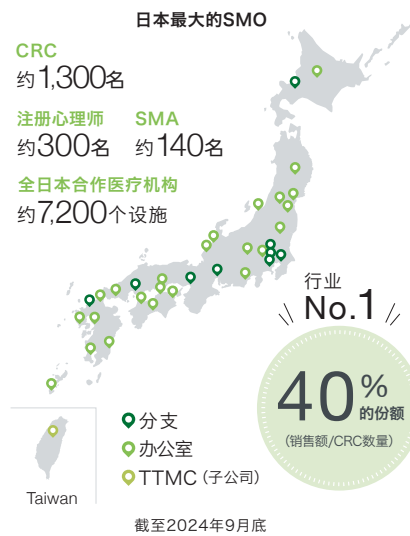 日本最大的SMO
CRC
约1,300名
注册心理师 SMA
约300名 约140名
全日本合作医疗机构
约7,200个设施
行业
No.1
40%
的份额
（销售额/CRC数量）
分支
办公室
TTMC（子公司）
Taiwan
截至2024年9月底